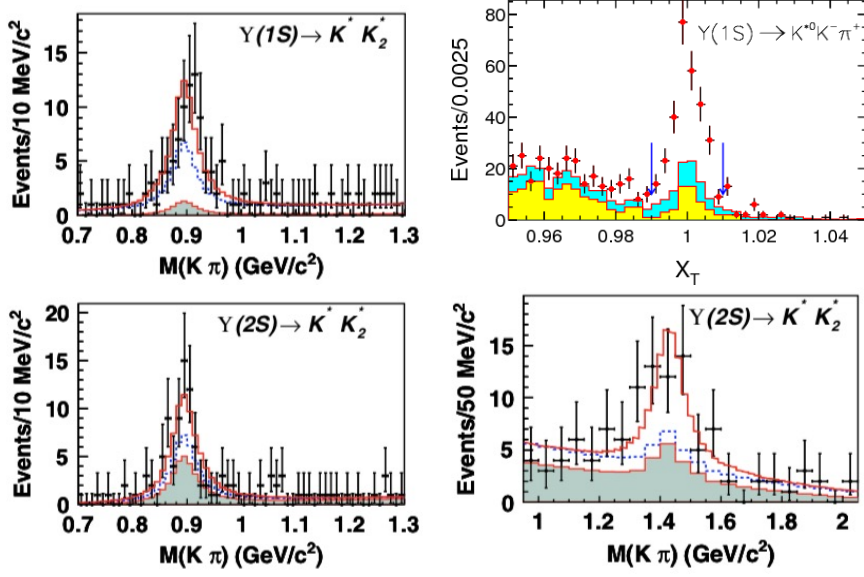 Υ(1S)→ K* K*2
Events/10 MeV/c²
15
10
5
0
0.7 0.8 0.9 1 1.1 1.2 1.3
M(K π) (GeV/c²)
Υ(1S) → K*⁰K⁻π⁺
Events/0.0025
80
60
40
20
0
0.96 0.98 1 1.02 1.04
X_T
Υ(2S)→ K* K*2
Events/10 MeV/c²
20
15
10
5
0
0.7 0.8 0.9 1 1.1 1.2 1.3
M(K π) (GeV/c²)
Υ(2S)→ K* K*2
Events/50 MeV/c²
15
10
5
0
1 1.2 1.4 1.6 1.8 2
M(K π) (GeV/c²)